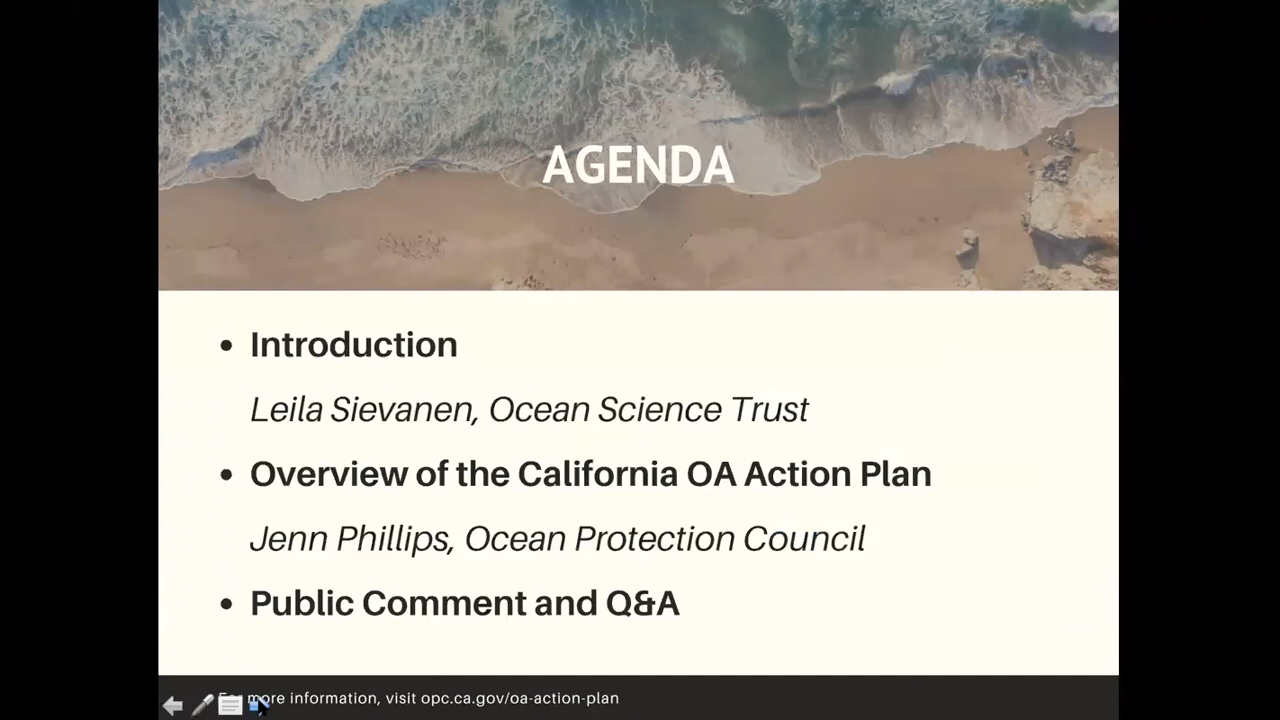 AGENDA
• Introduction
Leila Sievanen, Ocean Science Trust
• Overview of the California OA Action Plan
Jenn Phillips, Ocean Protection Council
• Public Comment and Q&A
For more information, visit opc.ca.gov/oa-action-plan